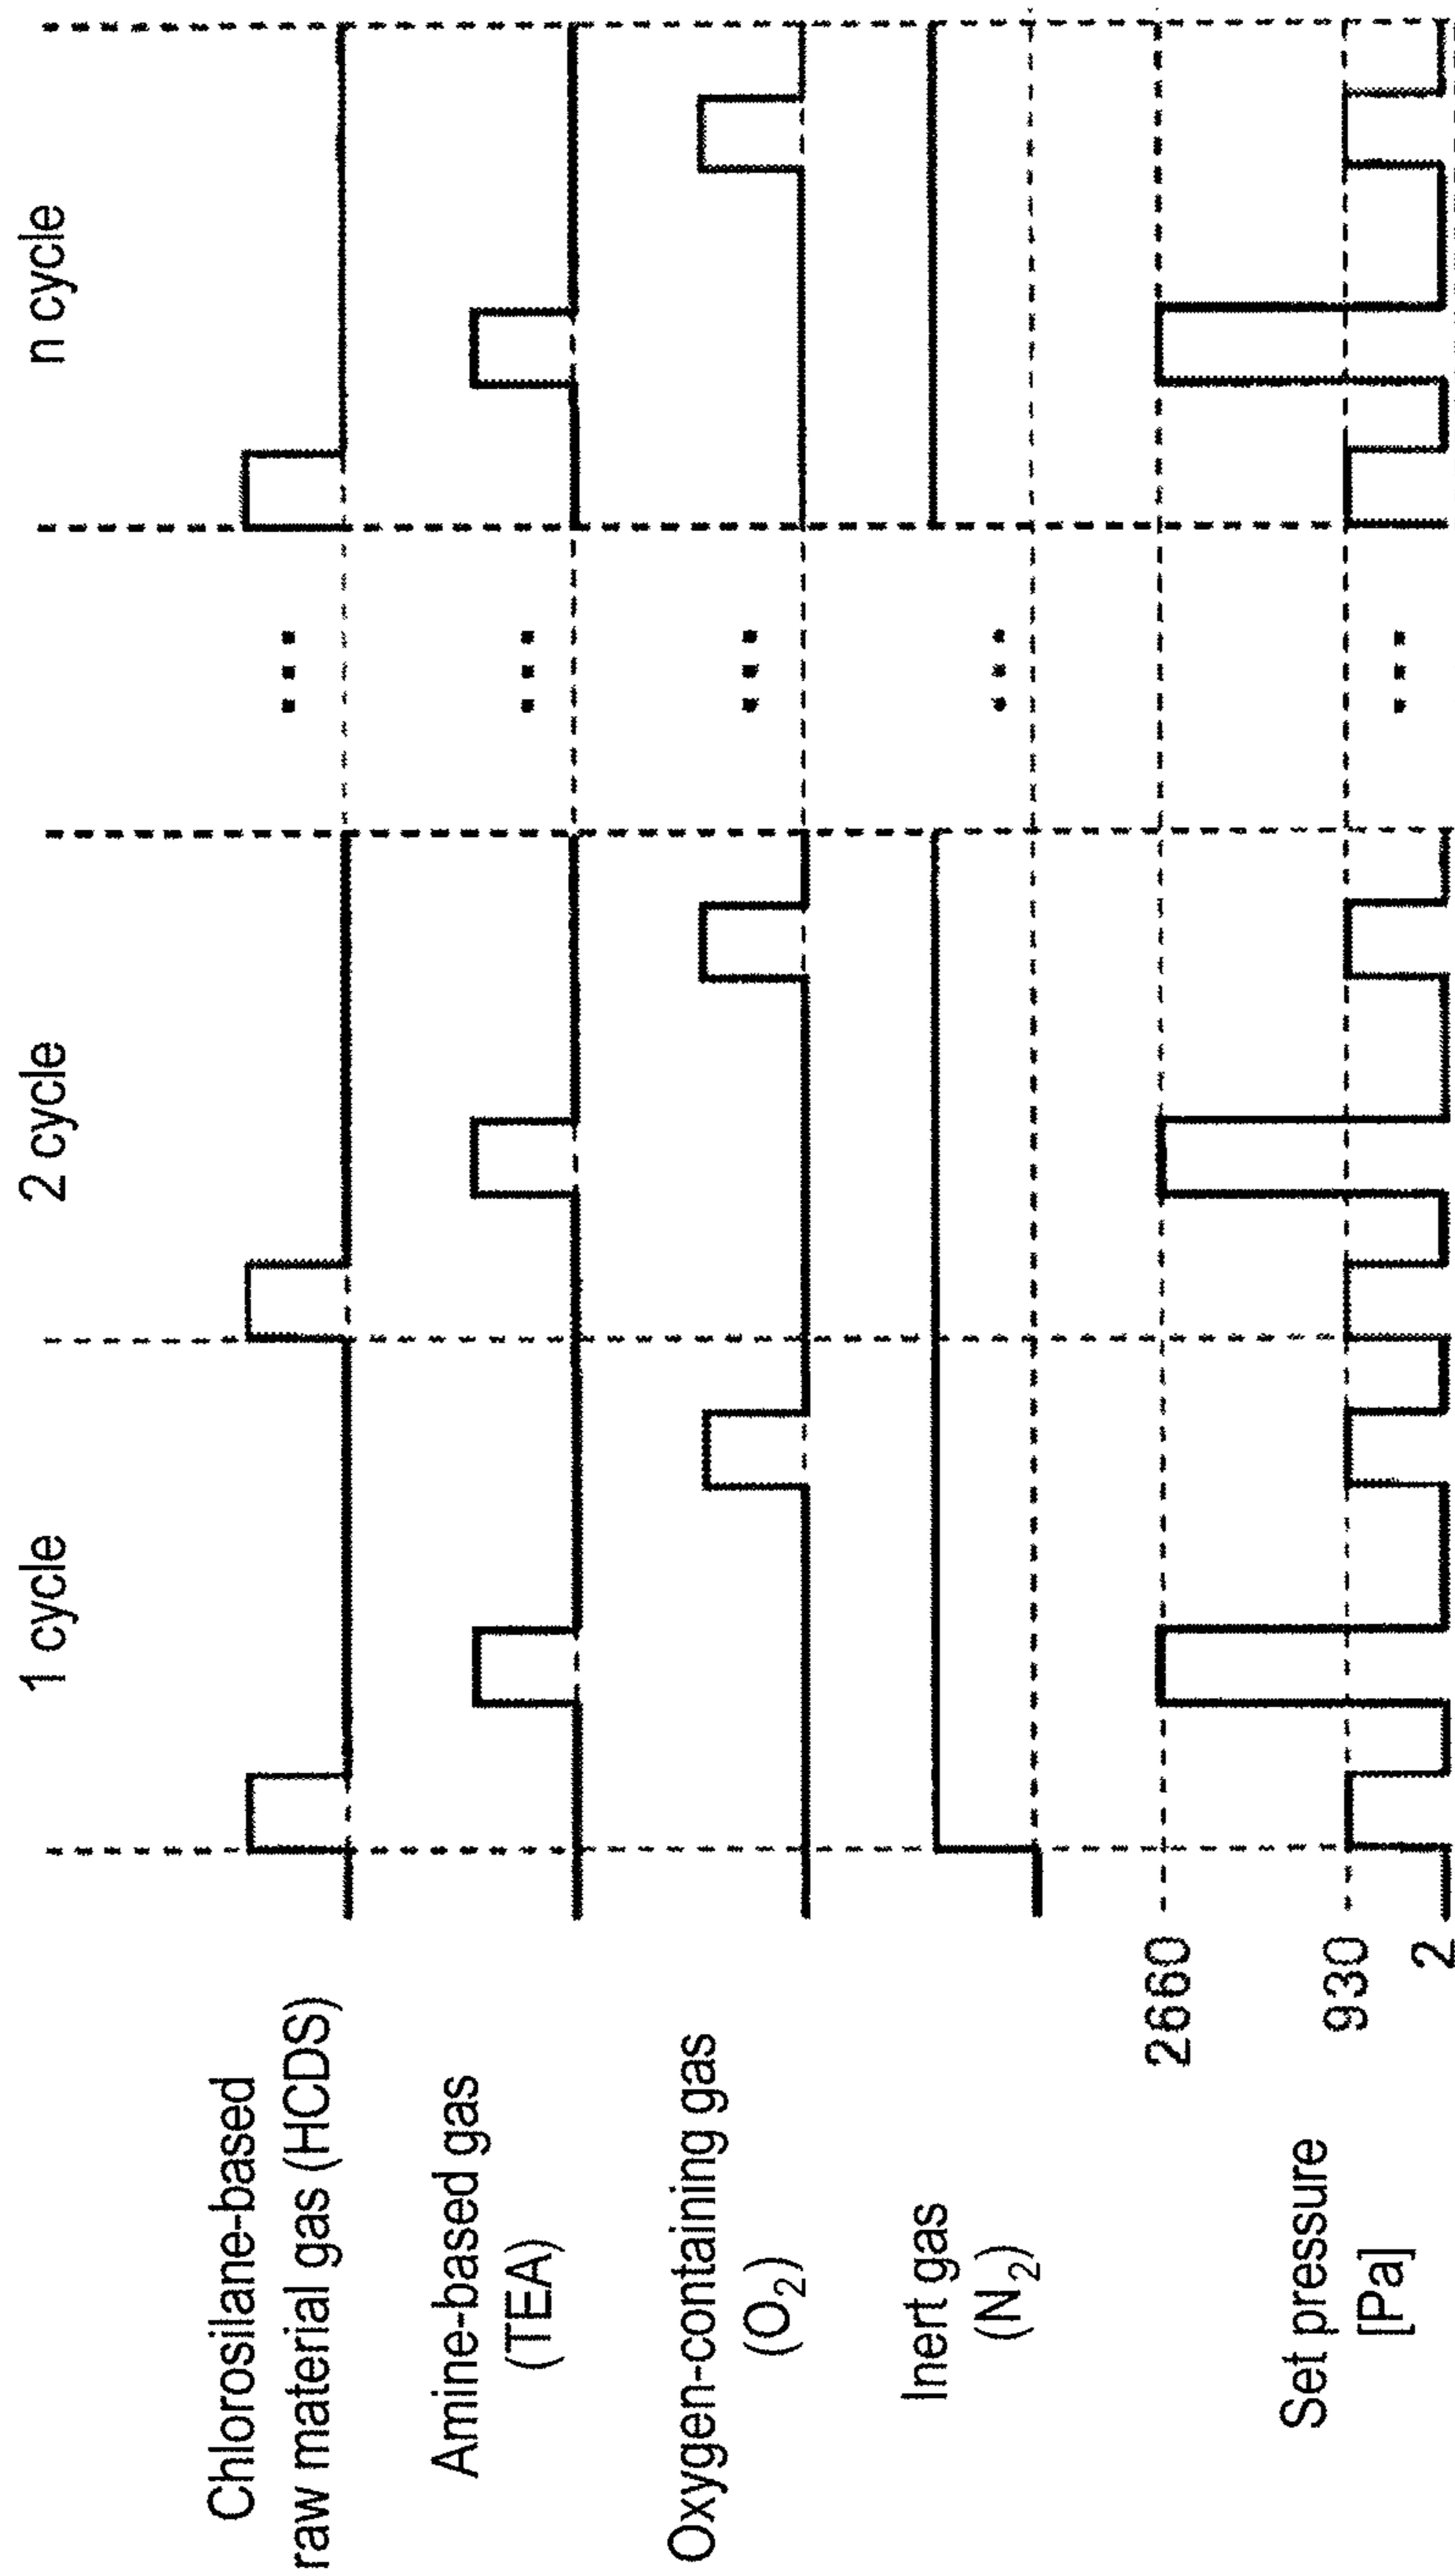 1 cycle
2 cycle
n cycle
Chlorosilane-based
raw material gas (HCDS)
Amine-based gas
(TEA)
Oxygen-containing gas
(O₂)
Inert gas
(N₂)
2660
Set pressure
[Pa]
930
2